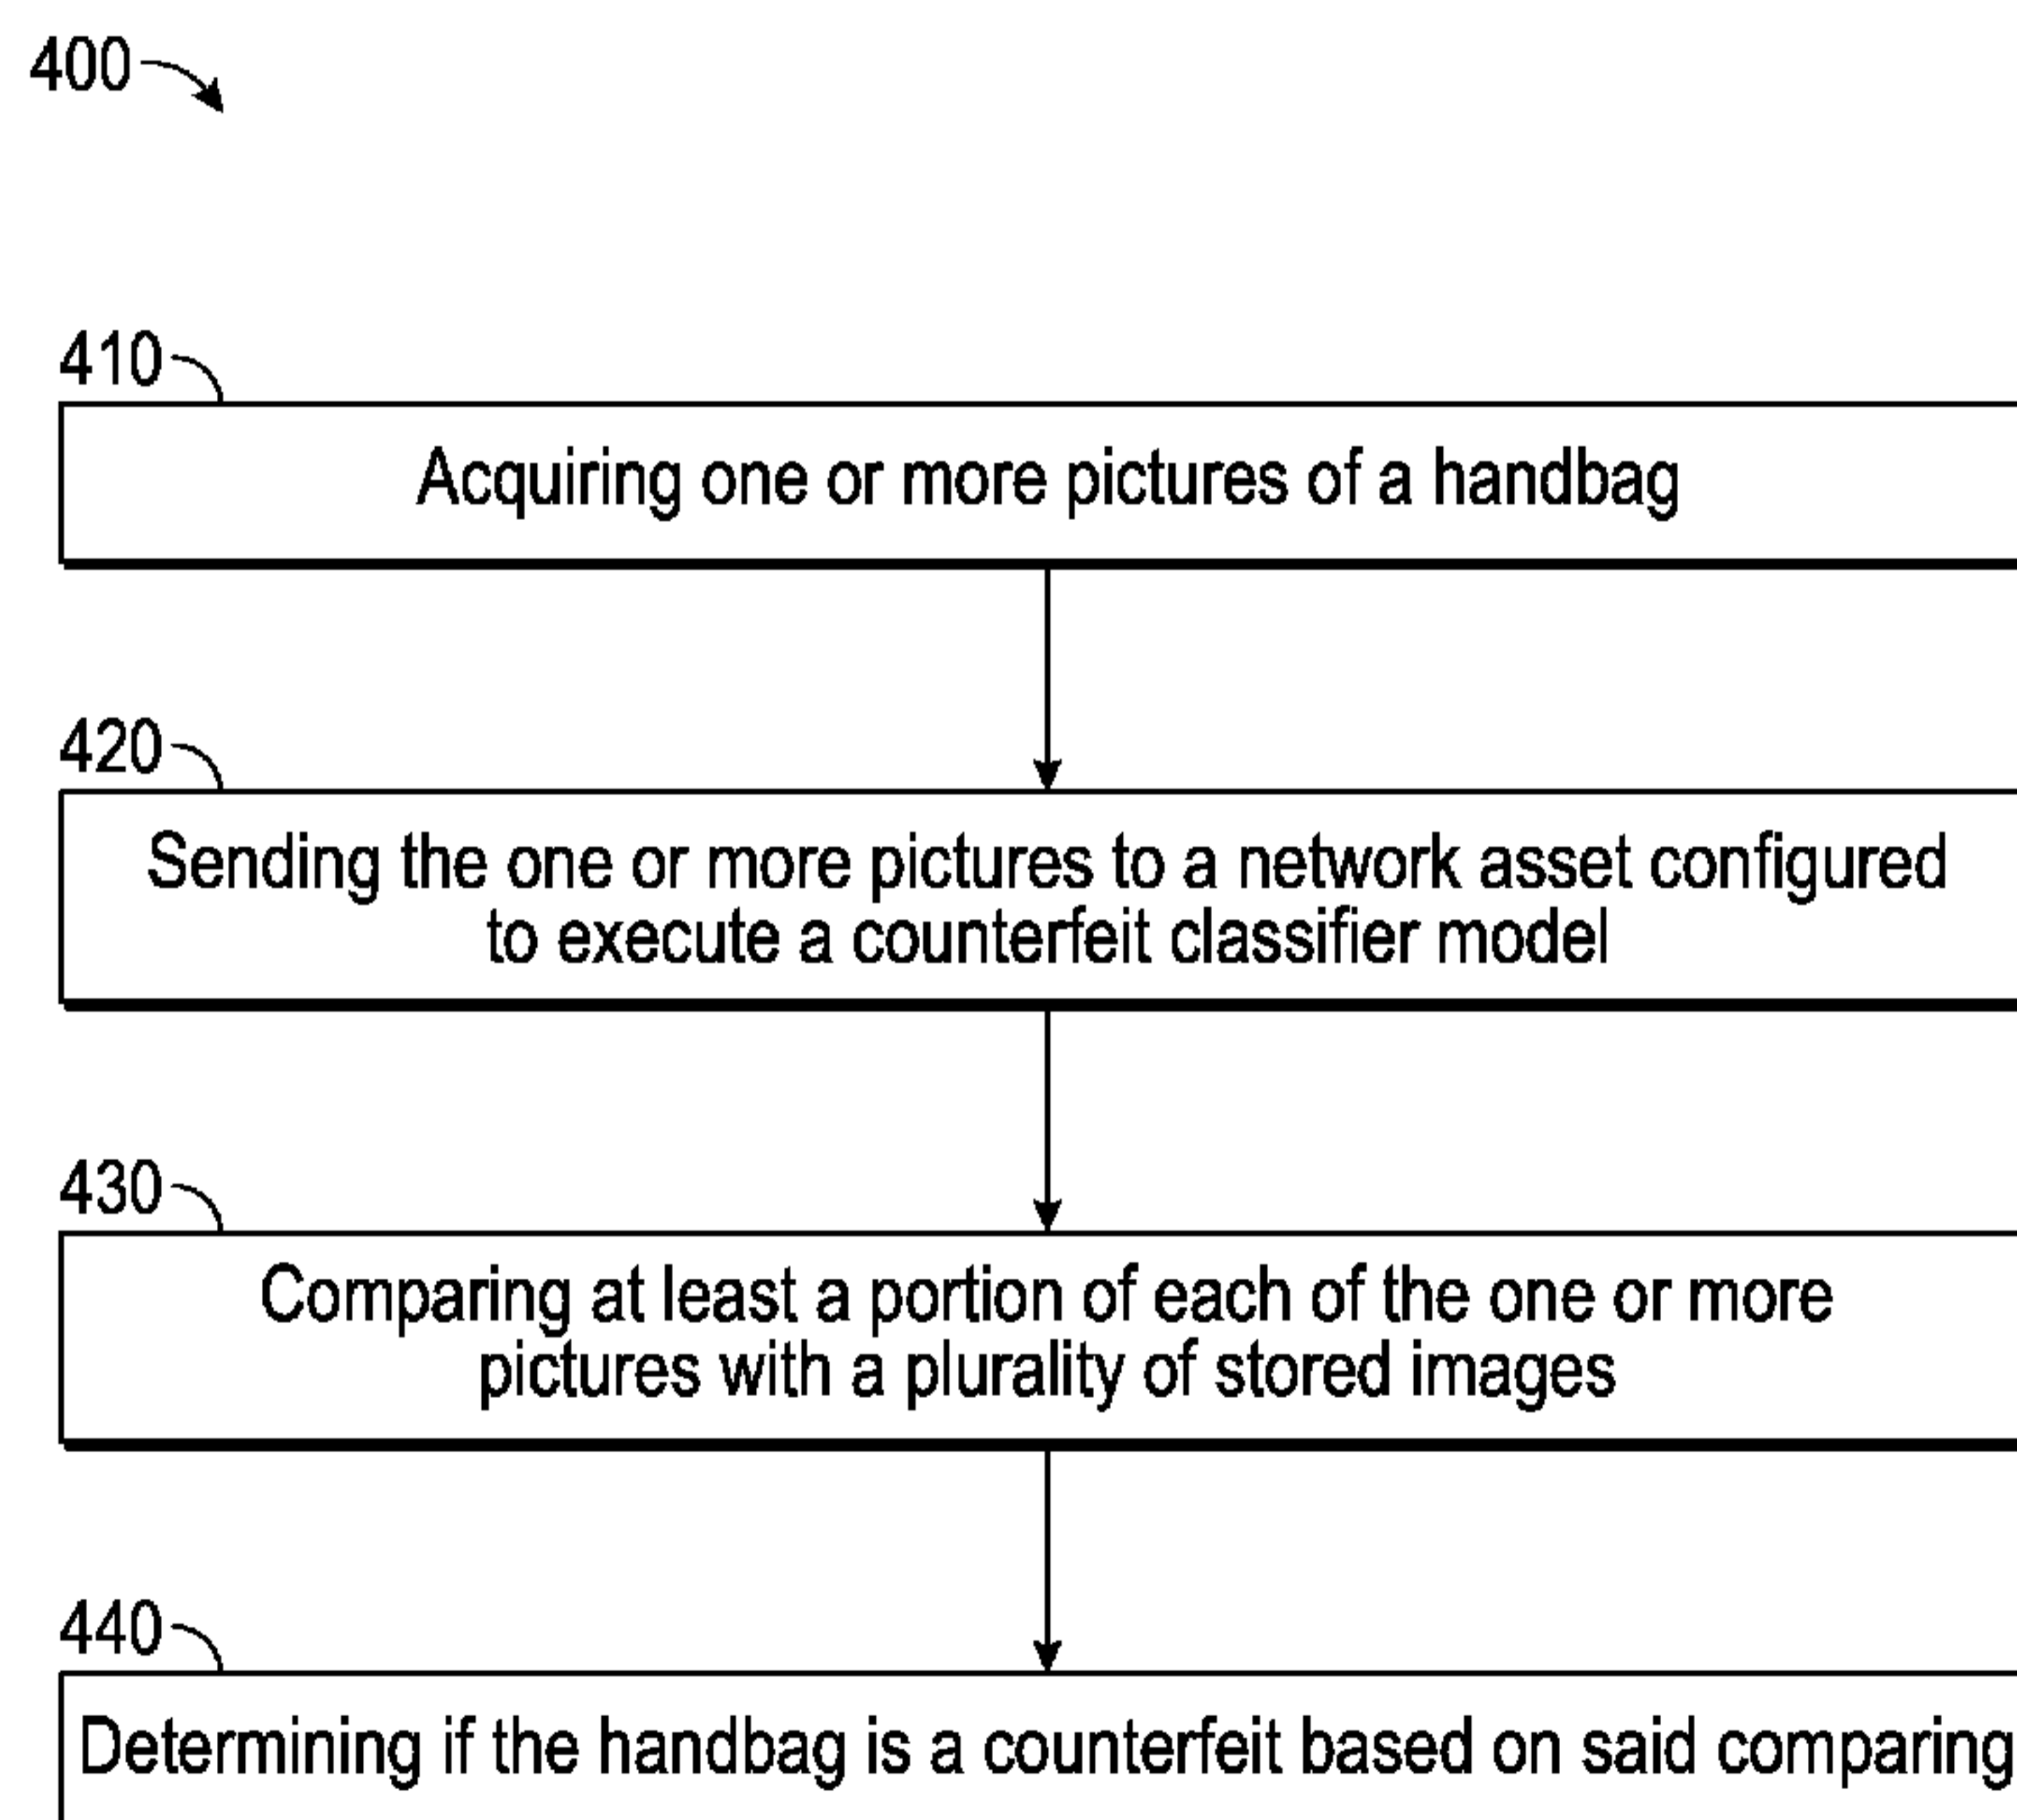 400
410
Acquiring one or more pictures of a handbag
420
Sending the one or more pictures to a network asset configured
to execute a counterfeit classifier model
430
Comparing at least a portion of each of the one or more
pictures with a plurality of stored images
440
Determining if the handbag is a counterfeit based on said comparing